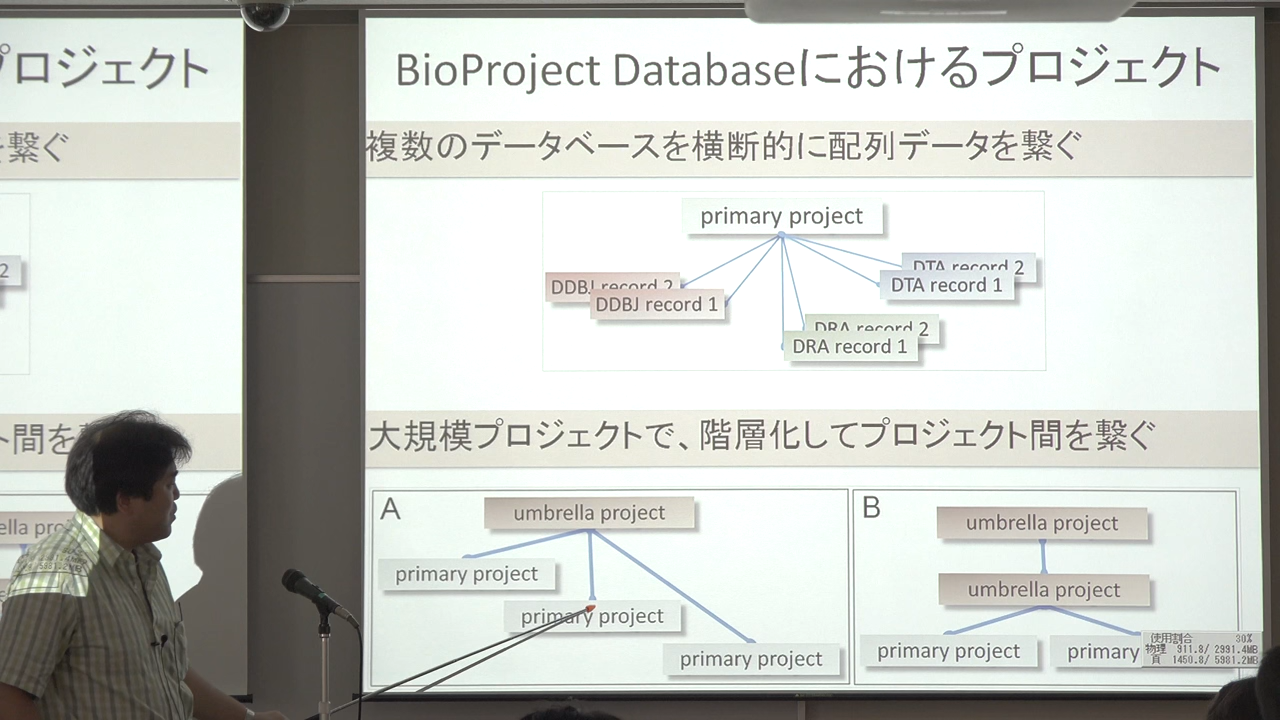 プロジェクト
BioProject Databaseにおけるプロジェクト
を繋ぐ
複数のデータベースを横断的に配列データを繋ぐ
primary project
2
DDBJ record 2
DDBJ record 1
DTA record 2
DTA record 1
DRA record 2
DRA record 1
ト間を
大規模プロジェクトで、階層化してプロジェクト間を繋ぐ
A
umbrella project
primary project
primary project
primary project
B
umbrella project
umbrella project
primary project
primary
使用割合 30%
物理 911.8/ 2991.4MB
頁 1450.8/ 5981.2MB